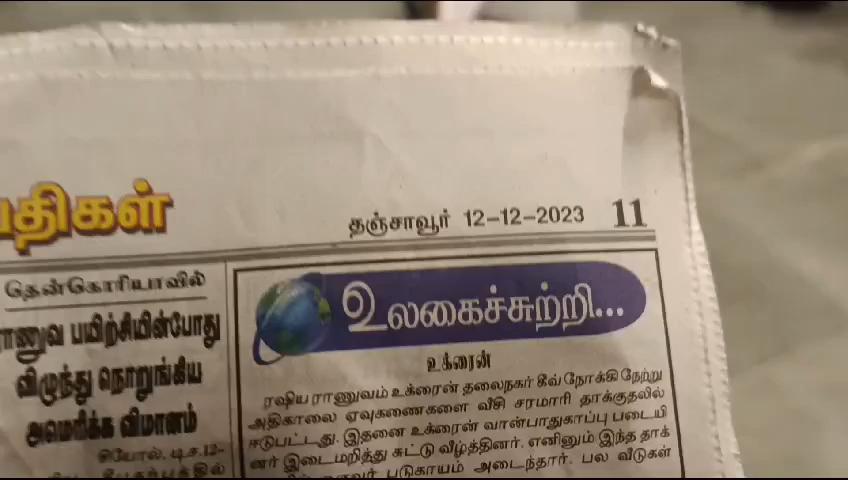 பதிகள்
தஞ்சாவூர் 12-12-2023 11
தென்கொரியாவில்
ராணுவ பயிற்சியின்போது
விழுந்து நொறுங்கிய
அமெரிக்க விமானம்
சியோல், டிச.12-
உலகைச்சுற்றி...
உக்ரைன்
ரஷிய ராணுவம் உக்ரைன் தலைநகர் கீவ் நோக்கி நேற்று
அதிகாலை ஏவுகணைகளை வீசி சரமாரி தாக்குதலில்
ஈடுபட்டது. இதனை உக்ரைன் வான்பாதுகாப்பு படையி
னர் இடைமறித்து சுட்டு வீழ்த்தினர். எனினும் இந்த தாக்
படுகாயம் அடைந்தார். பல வீடுகள்